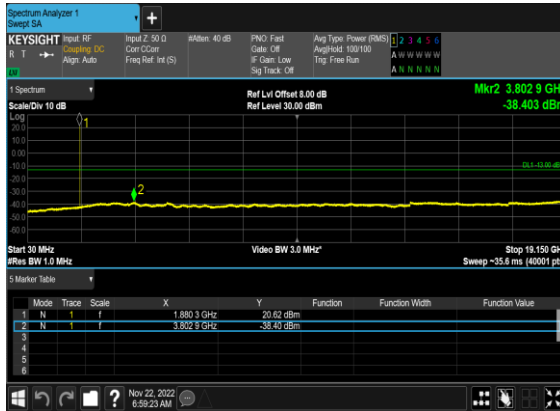 Spectrum Analyzer 1
Swept SA
KEYSIGHT
R T
Input: RF
Coupling: DC
Align: Auto
Input Z: 50 Ω
Corr CCorr
Freq Ref: Int (S)
#Atten: 40 dB
PNO: Fast
Gate: Off
IF Gain: Low
Sig Track: Off
Avg Type: Power (RMS)
Avg|Hold: 100/100
Trig: Free Run
1 2 3 4 5 6
A W W W W W
A N N N N N
1 Spectrum
Scale/Div 10 dB
Ref Lvl Offset 8.00 dB
Ref Level 30.00 dBm
Mkr2 3.802 9 GHz
-38.403 dBm
Log
20.0
10.0
0.00
-10.0
-20.0
-30.0
-40.0
-50.0
-60.0
1
2
DL1 -13.00 dB
Start 30 MHz
Video BW 3.0 MHz*
Stop 19.150 GH
#Res BW 1.0 MHz
Sweep ~35.6 ms (40001 pt
5 Marker Table
Mode Trace Scale X Y Function Function Width Function Value
1 N 1 f 1.880 3 GHz 20.62 dBm
2 N 1 f 3.802 9 GHz -38.40 dBm
3
4
5
6
?
Nov 22, 2022
6:59:23 AM